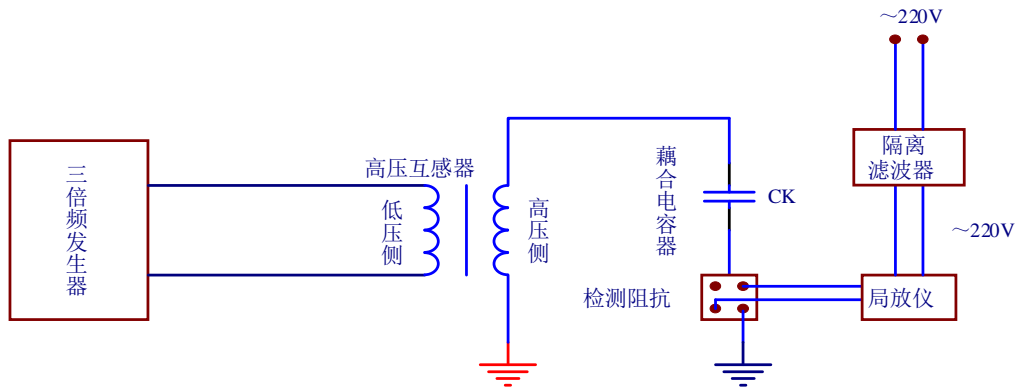 ～220V
三倍频发生器
高压互感器
低压侧
高压侧
藕合电容器
CK
隔离
滤波器
～220V
检测阻抗
局放仪